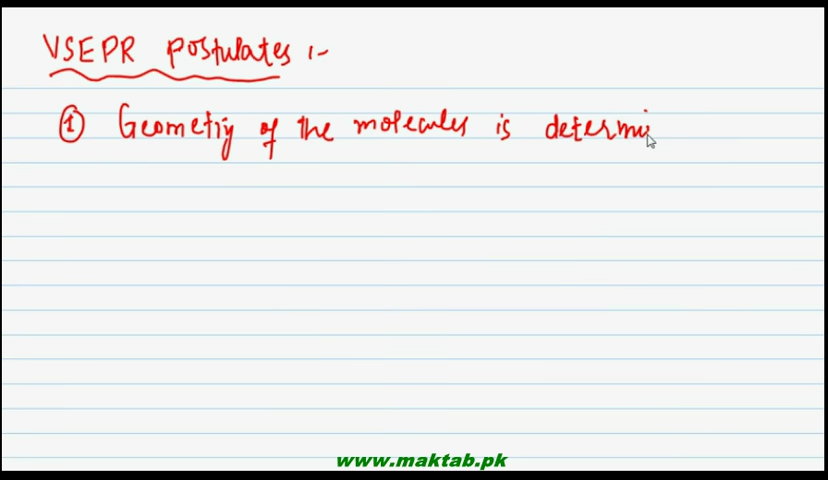 VSEPR postulates :-
① Geometry of the molecules is determi
www.maktab.pk